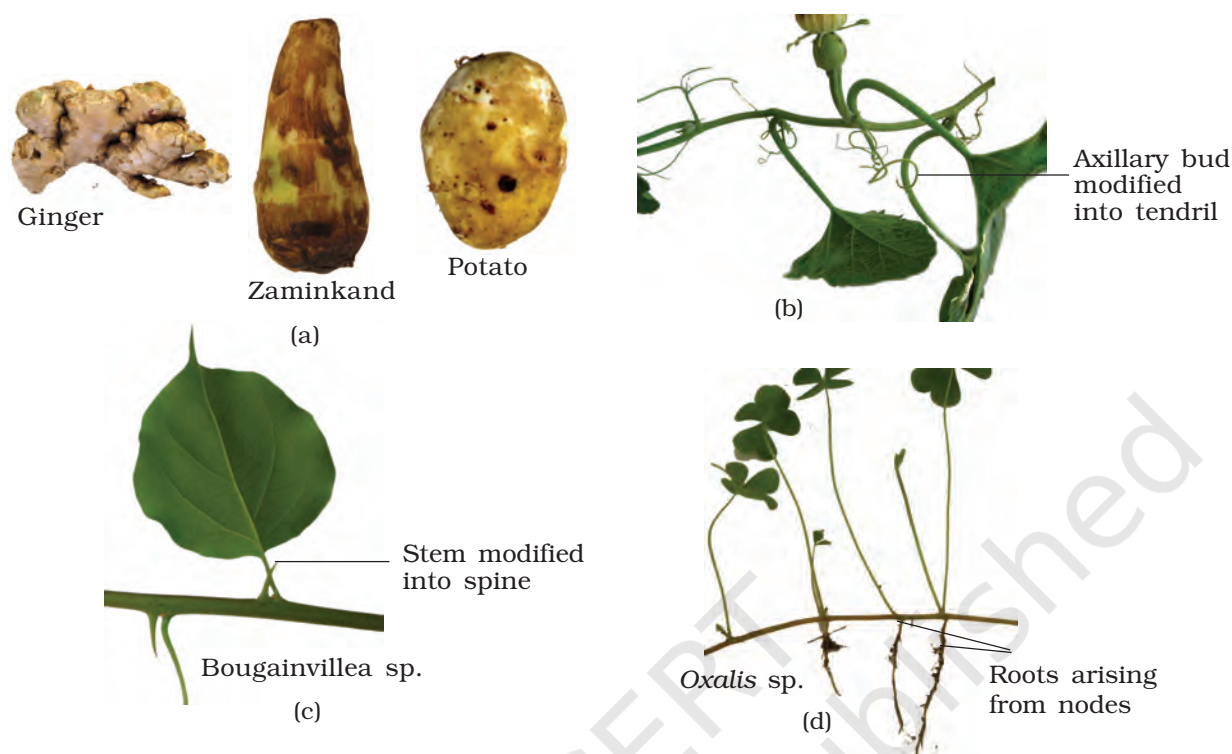 Ginger
Zaminkand
Potato
(a)
Axillary bud
modified
into tendril
(b)
Stem modified
into spine
Bougainvillea sp.
(c)
Oxalis sp.
Roots arising
from nodes
(d)